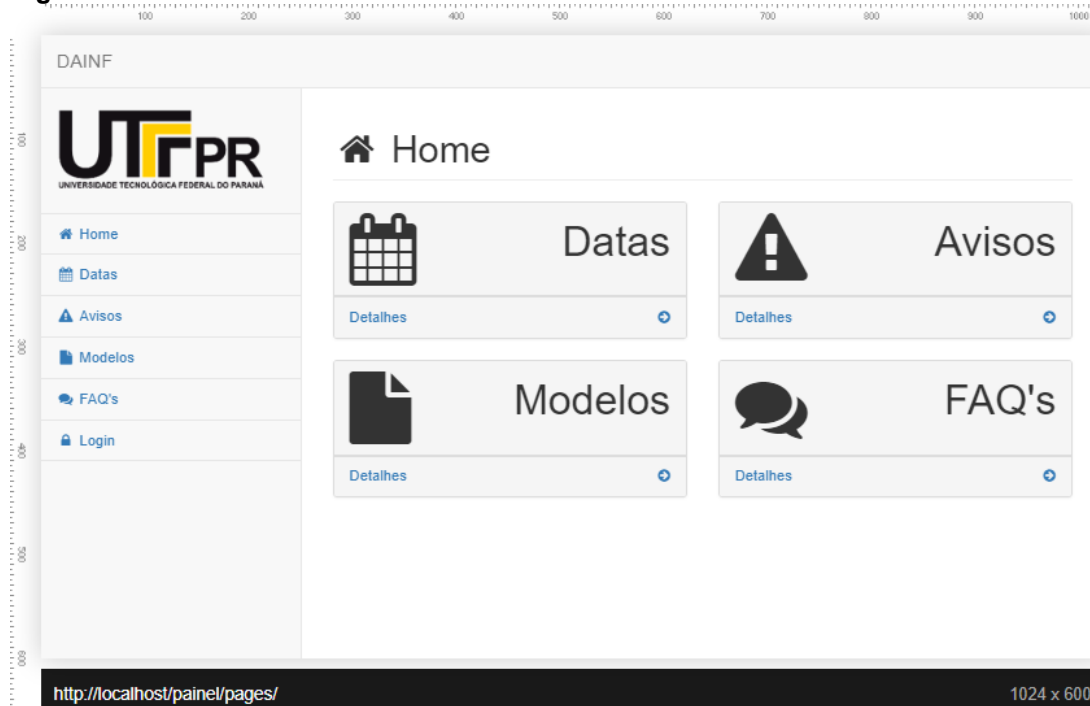 100 200 300 400 500 600 700 800 900 1000
DAINF
100
UTFPR
UNIVERSIDADE TECNOLÓGICA FEDERAL DO PARANÁ
Home
Home
Datas
Avisos
Modelos
FAQ's
Login
200
300
400
500
600
Datas
Detalhes
Avisos
Detalhes
Modelos
Detalhes
FAQ's
Detalhes
http://localhost/painel/pages/
1024 x 600